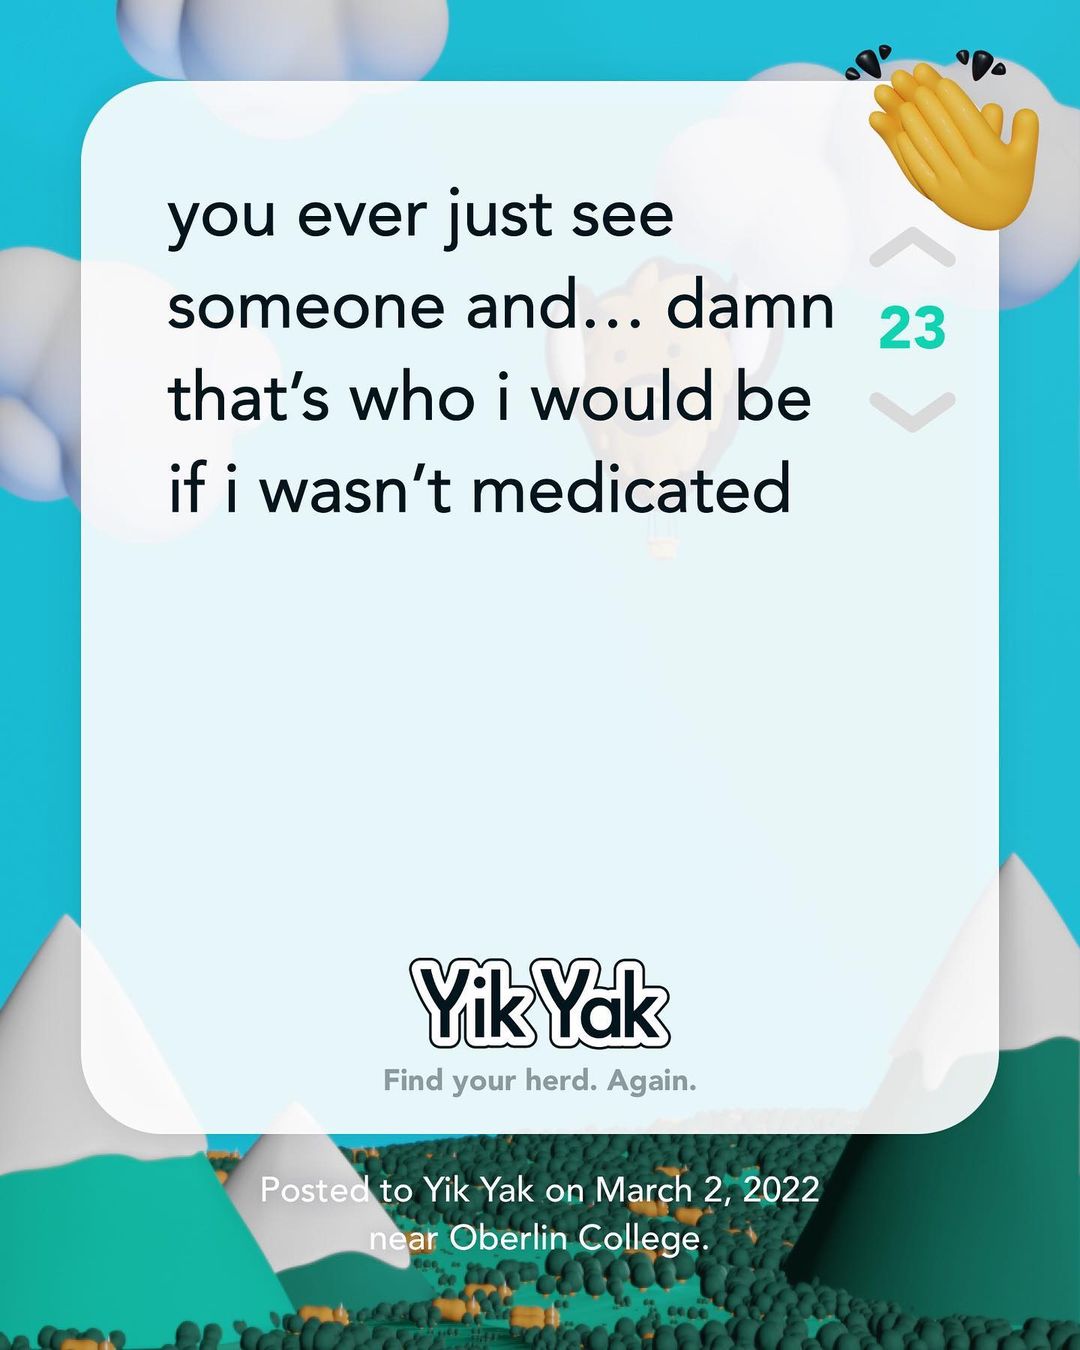 you ever just see
someone and... damn
that’s who i would be
if i wasn’t medicated
23
Yik Yak
Find your herd. Again.
Posted to Yik Yak on March 2, 2022
near Oberlin College.